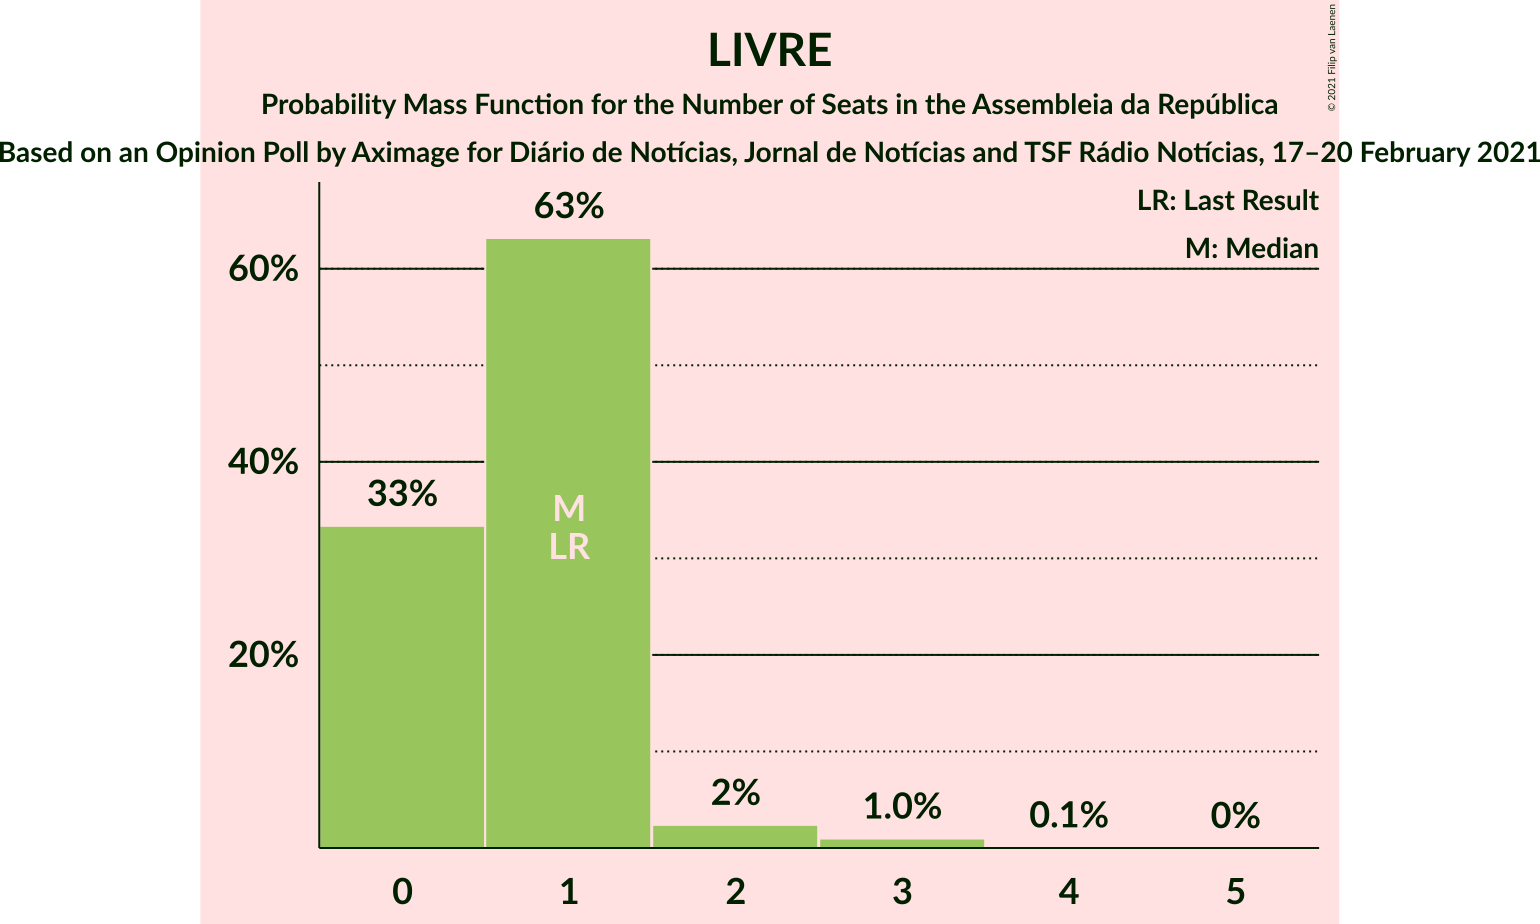 LIVRE
Probability Mass Function for the Number of Seats in the Assembleia da República
Based on an Opinion Poll by Aximage for Diário de Notícias, Jornal de Notícias and TSF Rádio Notícias, 17–20 February 2021
© 2021 Filip van Laenen
LR: Last Result
M: Median
63%
60%
40%
33%
M
LR
20%
2%
1.0%
0.1%
0%
0 1 2 3 4 5